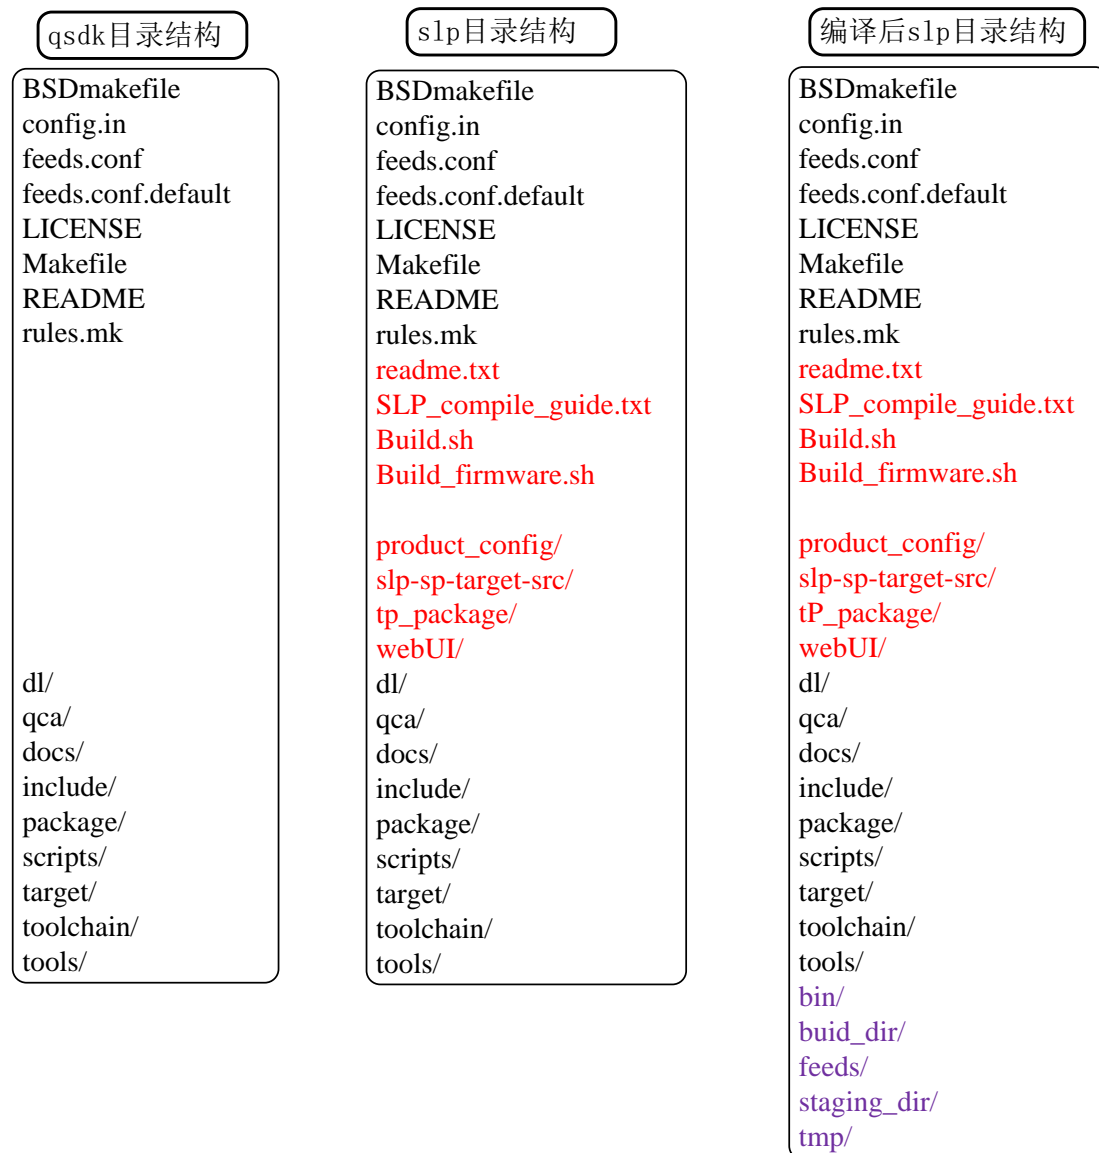 qsdk目录结构
BSDmakefile
config.in
feeds.conf
feeds.conf.default
LICENSE
Makefile
README
rules.mk
dl/
qca/
docs/
include/
package/
scripts/
target/
toolchain/
tools/
slp目录结构
BSDmakefile
config.in
feeds.conf
feeds.conf.default
LICENSE
Makefile
README
rules.mk
readme.txt
SLP_compile_guide.txt
Build.sh
Build_firmware.sh
product_config/
slp-sp-target-src/
tp_package/
webUI/
dl/
qca/
docs/
include/
package/
scripts/
target/
toolchain/
tools/
编译后slp目录结构
BSDmakefile
config.in
feeds.conf
feeds.conf.default
LICENSE
Makefile
README
rules.mk
readme.txt
SLP_compile_guide.txt
Build.sh
Build_firmware.sh
product_config/
slp-sp-target-src/
tP_package/
webUI/
dl/
qca/
docs/
include/
package/
scripts/
target/
toolchain/
tools/
bin/
buid_dir/
feeds/
staging_dir/
tmp/